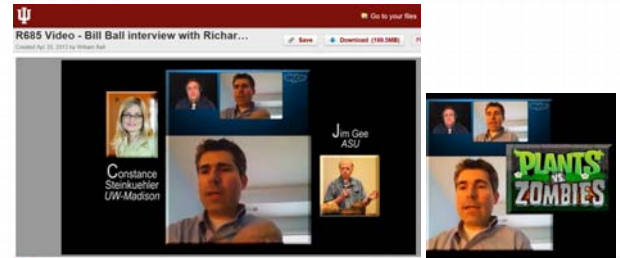 Go to your files
R685 Video - Bill Ball interview with Richar...
Save
Download (199.5MB)
Created Apr 25, 2013 by William Ball
Jim Gee
ASU
Constance
Steinkuehler
UW-Madison
PLANTS
VS.
ZOMBIES